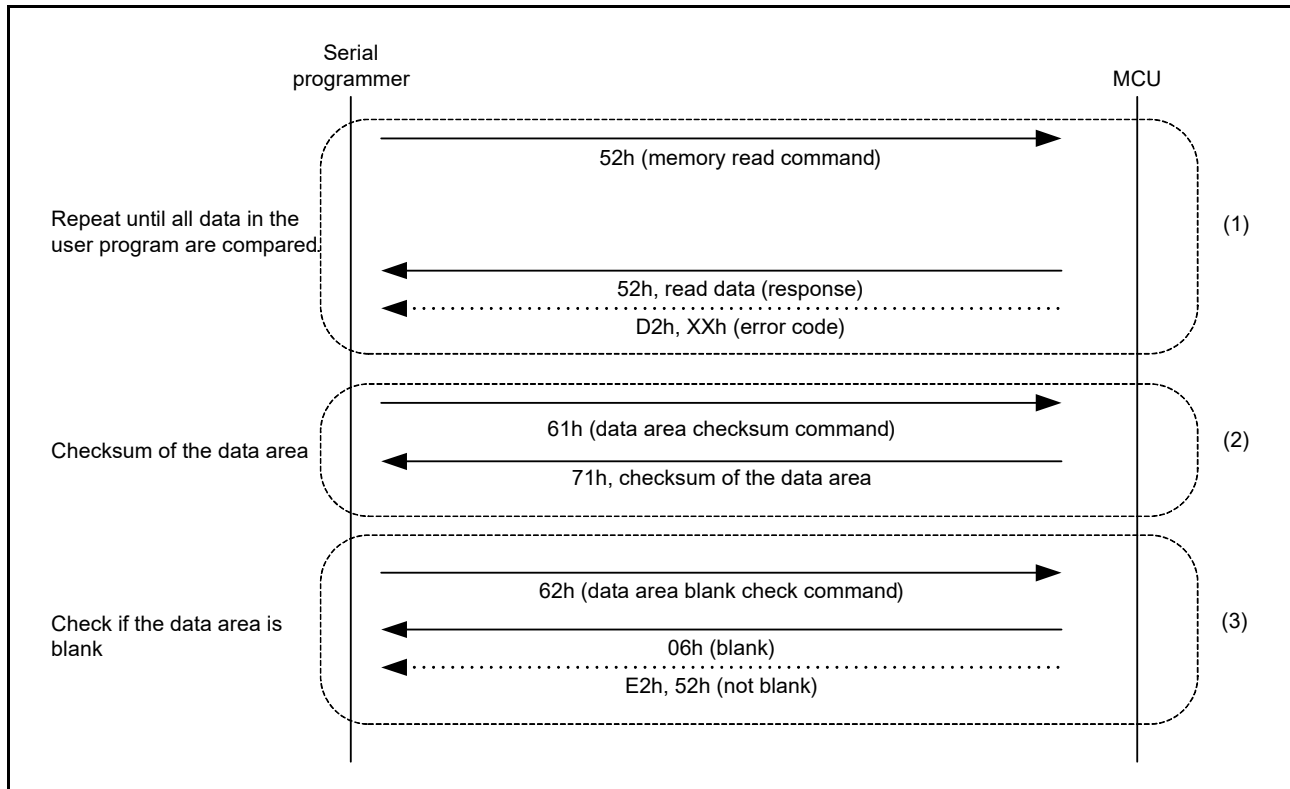 Serial
programmer
MCU
52h (memory read command)
Repeat until all data in the
user program are compared.
(1)
52h, read data (response)
D2h, XXh (error code)
61h (data area checksum command)
Checksum of the data area
(2)
71h, checksum of the data area
62h (data area blank check command)
Check if the data area is
blank
(3)
06h (blank)
E2h, 52h (not blank)